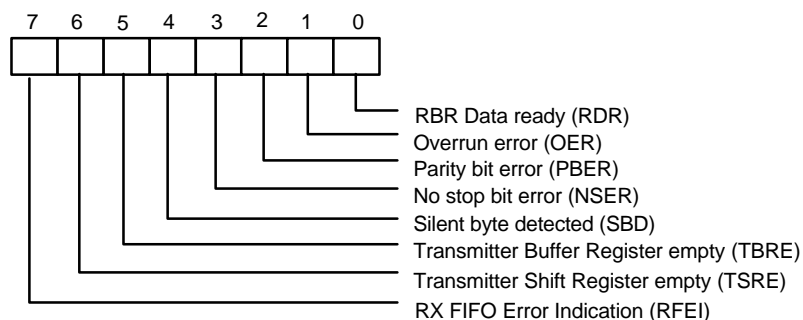 7 6 5 4 3 2 1 0
RBR Data ready (RDR)
Overrun error (OER)
Parity bit error (PBER)
No stop bit error (NSER)
Silent byte detected (SBD)
Transmitter Buffer Register empty (TBRE)
Transmitter Shift Register empty (TSRE)
RX FIFO Error Indication (RFEI)